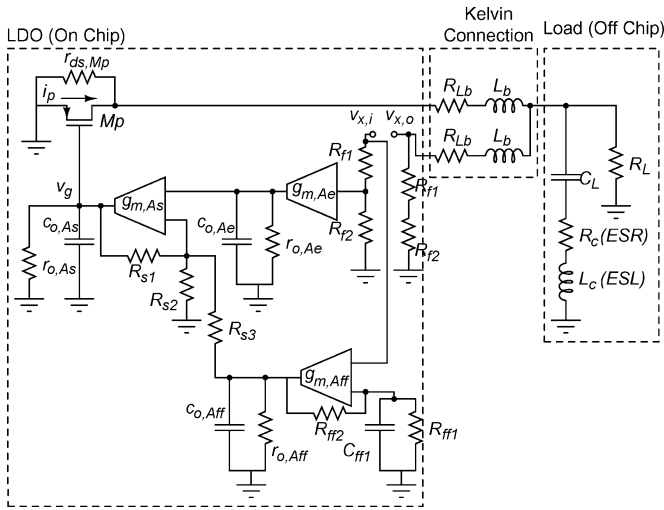 Kelvin
Connection
LDO (On Chip)
Load (Off Chip)
r_ds,Mp
i_p
Mp
R_Lb
L_b
v_x,i
v_x,o
R_Lb
L_b
R_f1
R_f1
C_L
R_L
v_g
g_m,As
g_m,Ae
c_o,As
c_o,Ae
R_f2
R_f2
R_c (ESR)
r_o,As
R_s1
r_o,Ae
L_c (ESL)
R_s2
R_s3
g_m,Aff
c_o,Aff
r_o,Aff
R_ff2
C_ff1
R_ff1